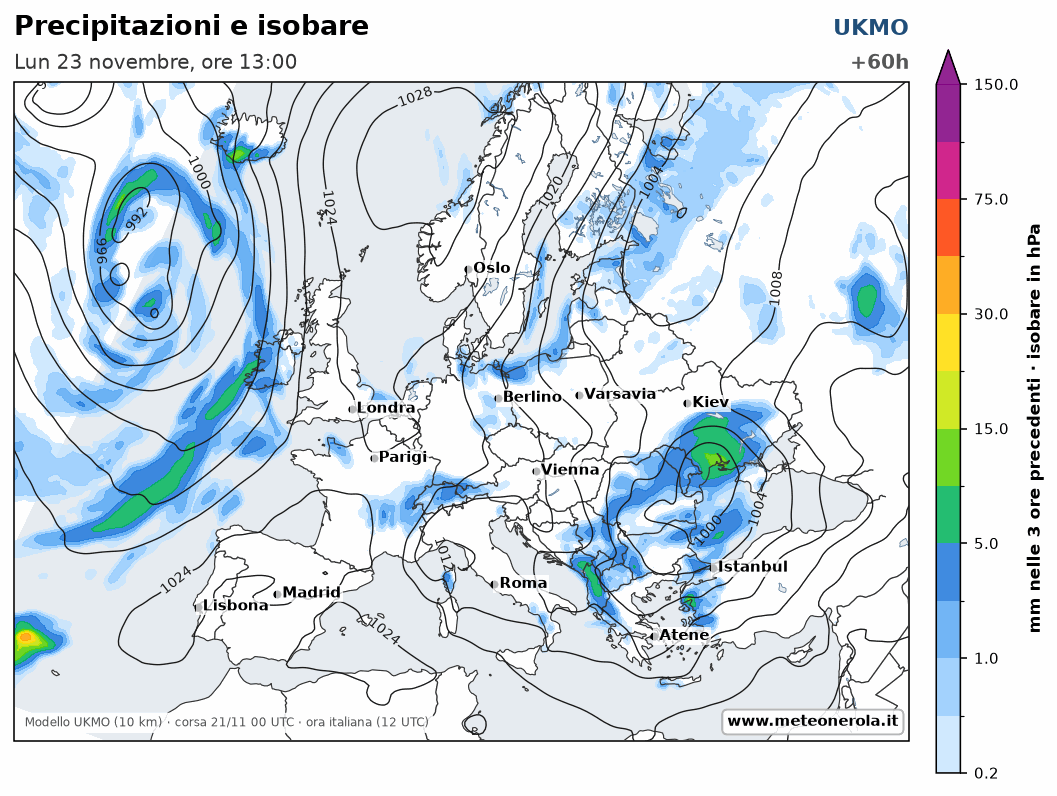 Precipitazioni e isobare
UKMO
Lun 23 novembre, ore 13:00
+60h
150.0
75.0
30.0
15.0
5.0
1.0
0.2
mm nelle 3 ore precedenti · isobare in hPa
1028
1000
1024
1020
1004
992
996
1008
Oslo
Londra
Berlino
Varsavia
Kiev
Parigi
Vienna
1004
1000
1012
1024
Istanbul
Roma
Madrid
Lisbona
1024
Atene
Modello UKMO (10 km) · corsa 21/11 00 UTC · ora italiana (12 UTC)
www.meteonerola.it